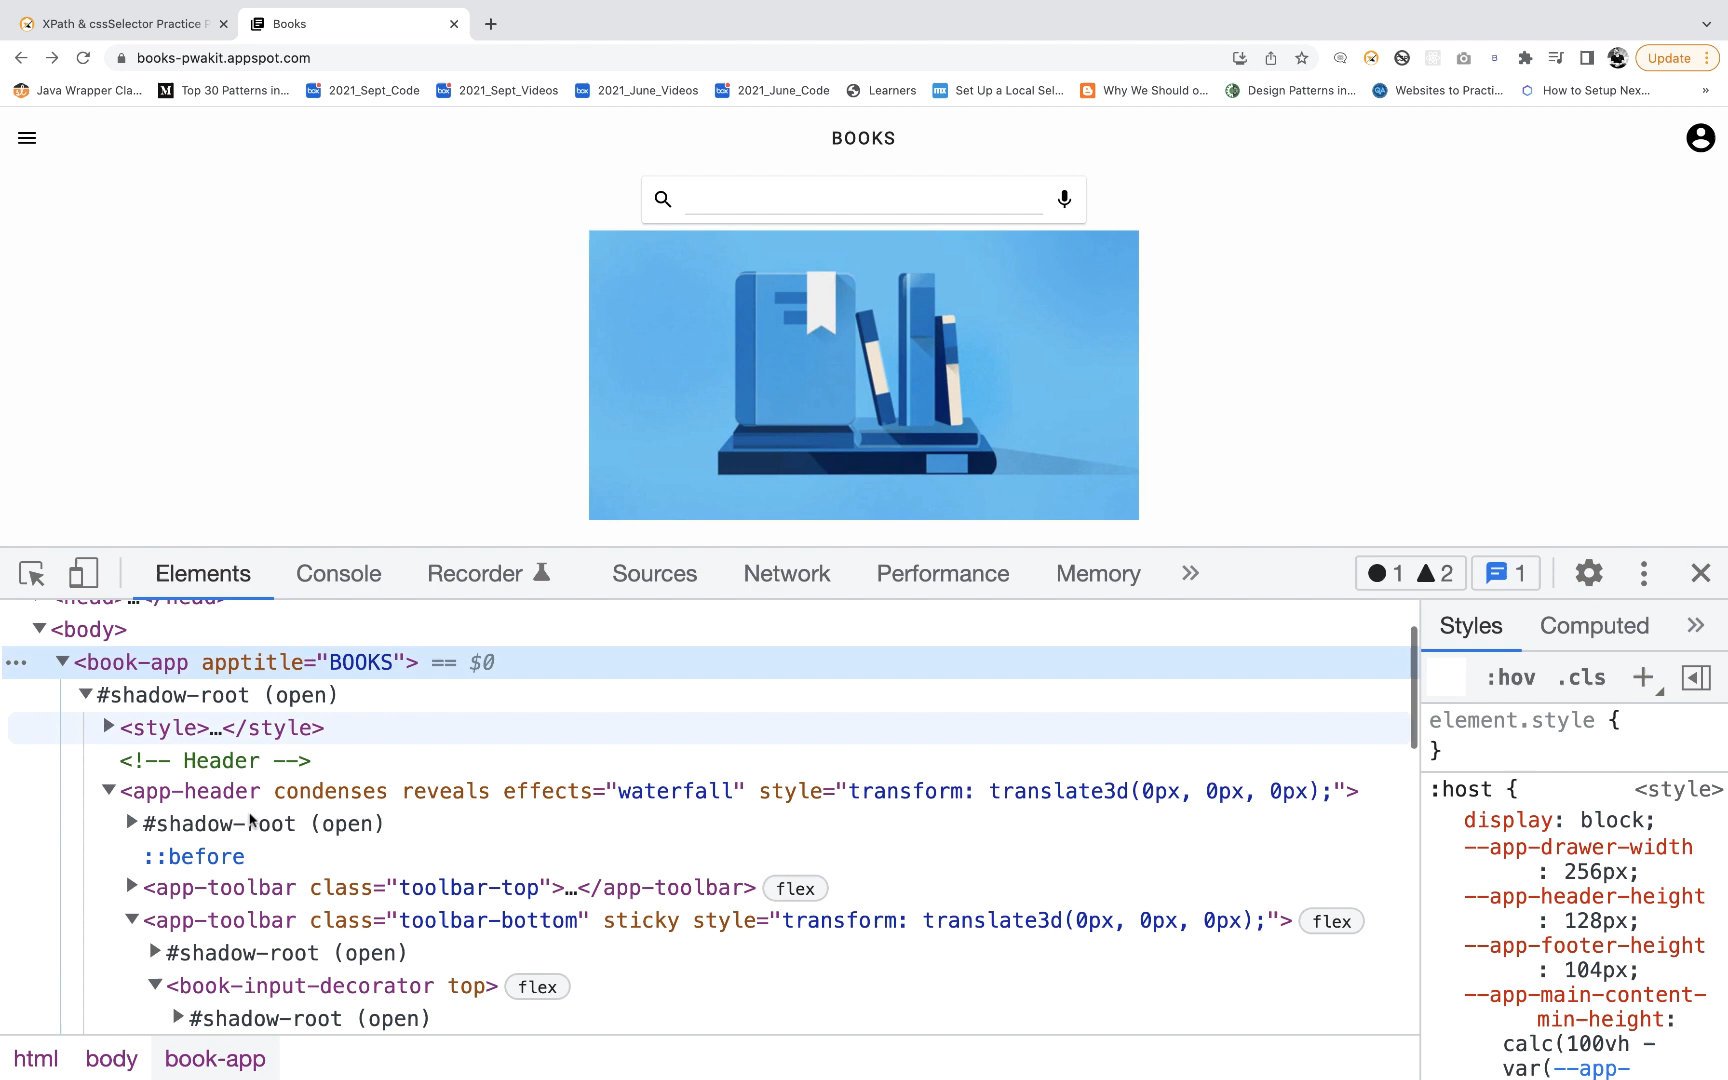 XPath & cssSelector Practice P
Books
books-pwakit.appspot.com
Update
Java Wrapper Cla...
Top 30 Patterns in...
2021_Sept_Code
2021_Sept_Videos
2021_June_Videos
2021_June_Code
Learners
Set Up a Local Sel...
Why We Should o...
Design Patterns in...
Websites to Practi...
How to Setup Nex...
»
BOOKS
Elements
Console
Recorder
Sources
Network
Performance
Memory
»
1
2
1
<head>…</head>
<body>
<book-app apptitle="BOOKS"> == $0
#shadow-root (open)
<style>…</style>
<!-- Header -->
<app-header condenses reveals effects="waterfall" style="transform: translate3d(0px, 0px, 0px);">
#shadow-root (open)
::before
<app-toolbar class="toolbar-top">…</app-toolbar> flex
<app-toolbar class="toolbar-bottom" sticky style="transform: translate3d(0px, 0px, 0px);"> flex
#shadow-root (open)
<book-input-decorator top> flex
#shadow-root (open)
html body book-app
Styles
Computed
»
:hov .cls +
element.style {
}
:host { <style>
display: block;
--app-drawer-width
: 256px;
--app-header-height
: 128px;
--app-footer-height
: 104px;
--app-main-content-
min-height:
calc(100vh -
var(--app-